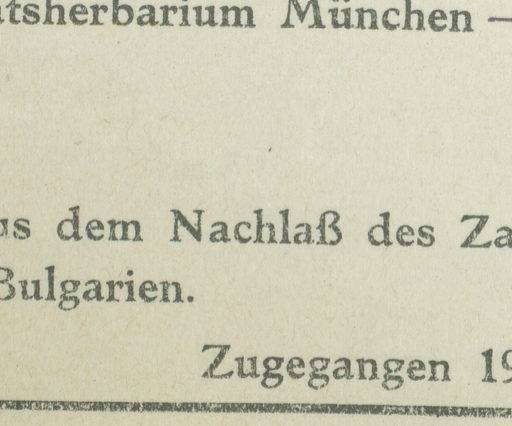 atsherbarium München —
us dem Nachlaß des Za
Bulgarien.
Zugegangen 19